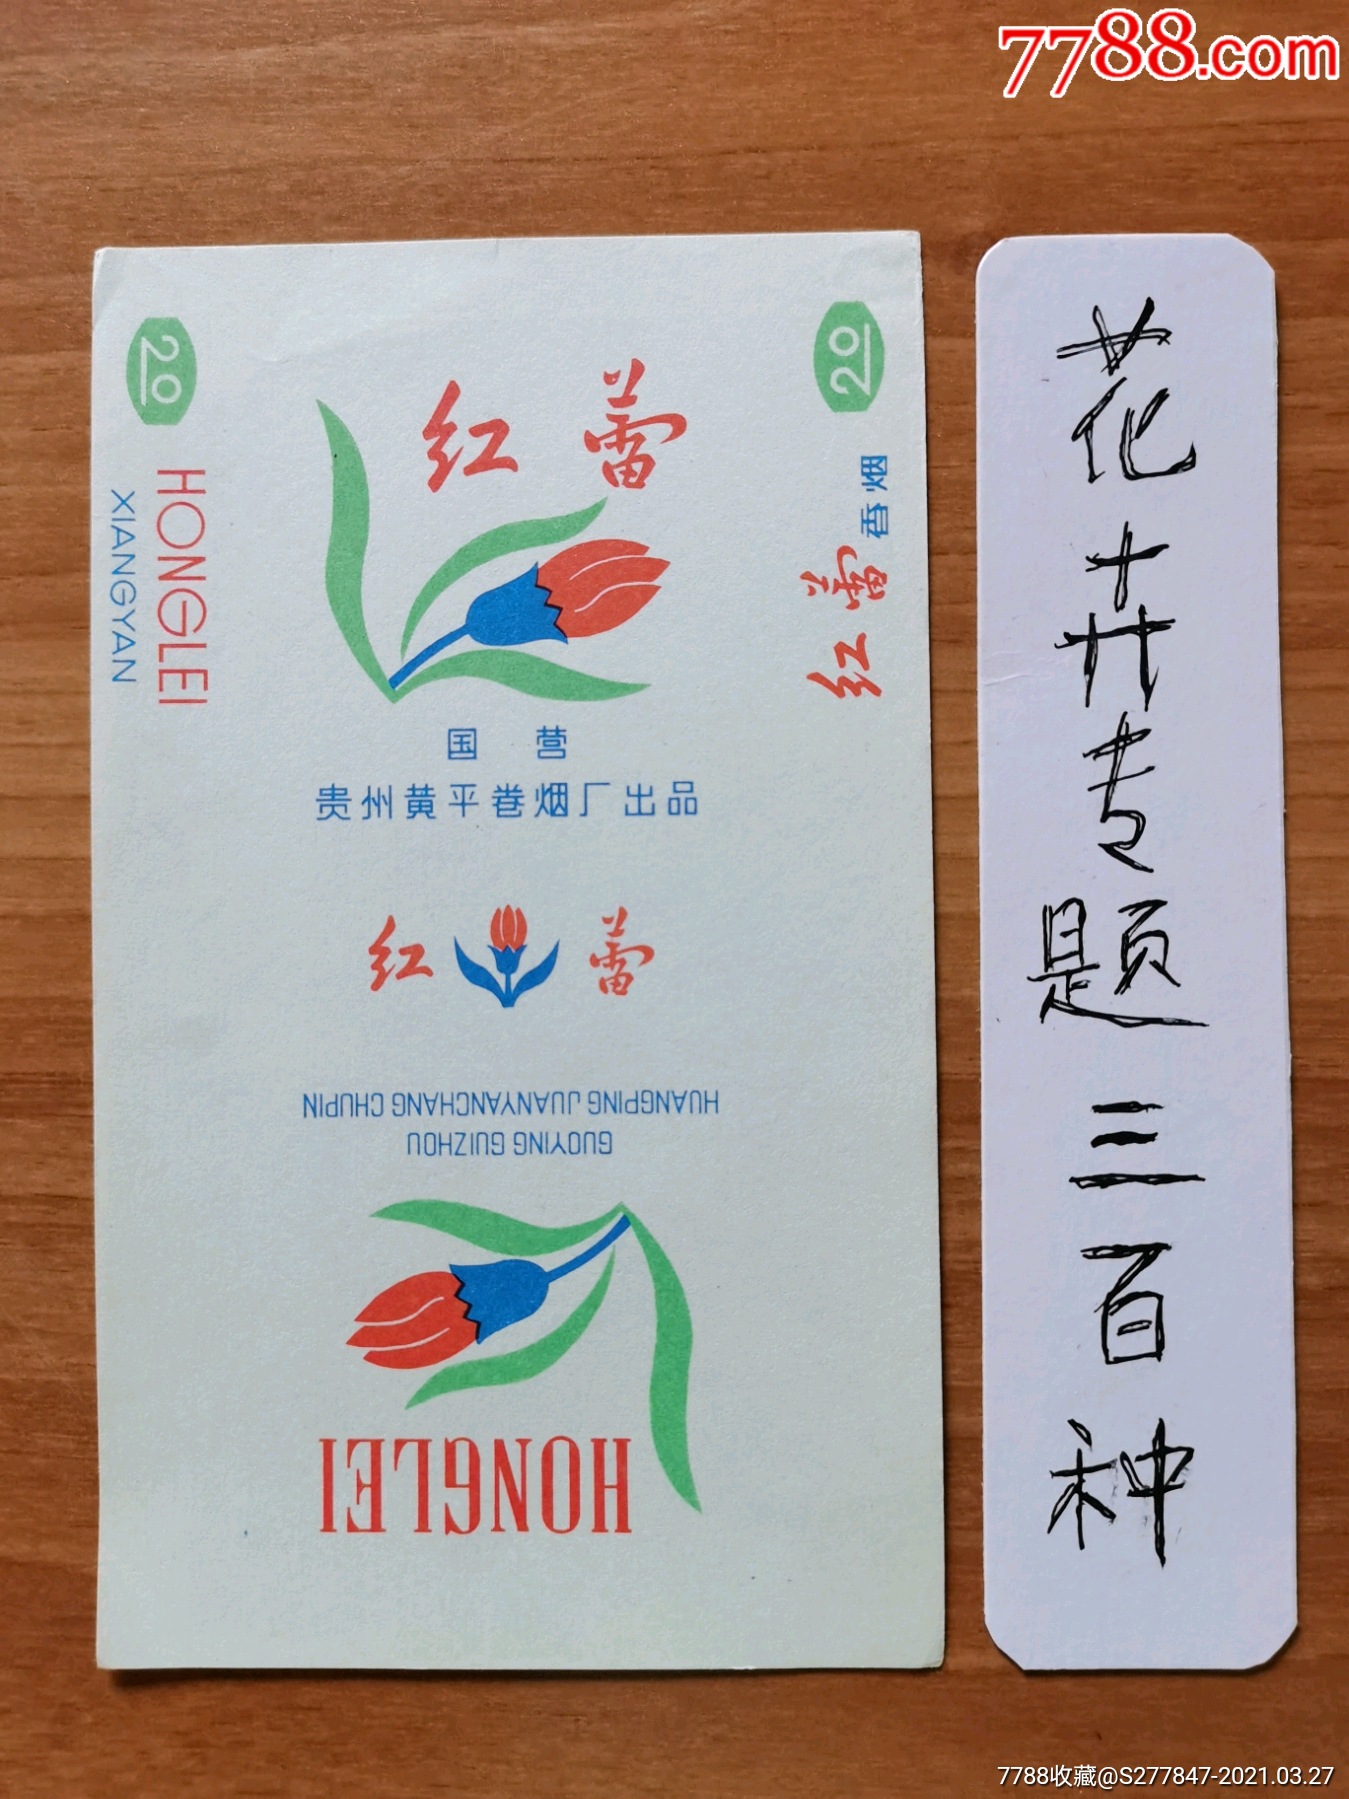 7788.com
20
HONGLEI
XIANGYAN
红蕾
国营
贵州黄平卷烟厂出品
20
红蕾
香烟
红蕾
GUOYING GUIZHOU
HUANGPING JUANYANCHANG CHUPIN
HONGLEI
花卉专题三百种
7788收藏@S277847-2021.03.27